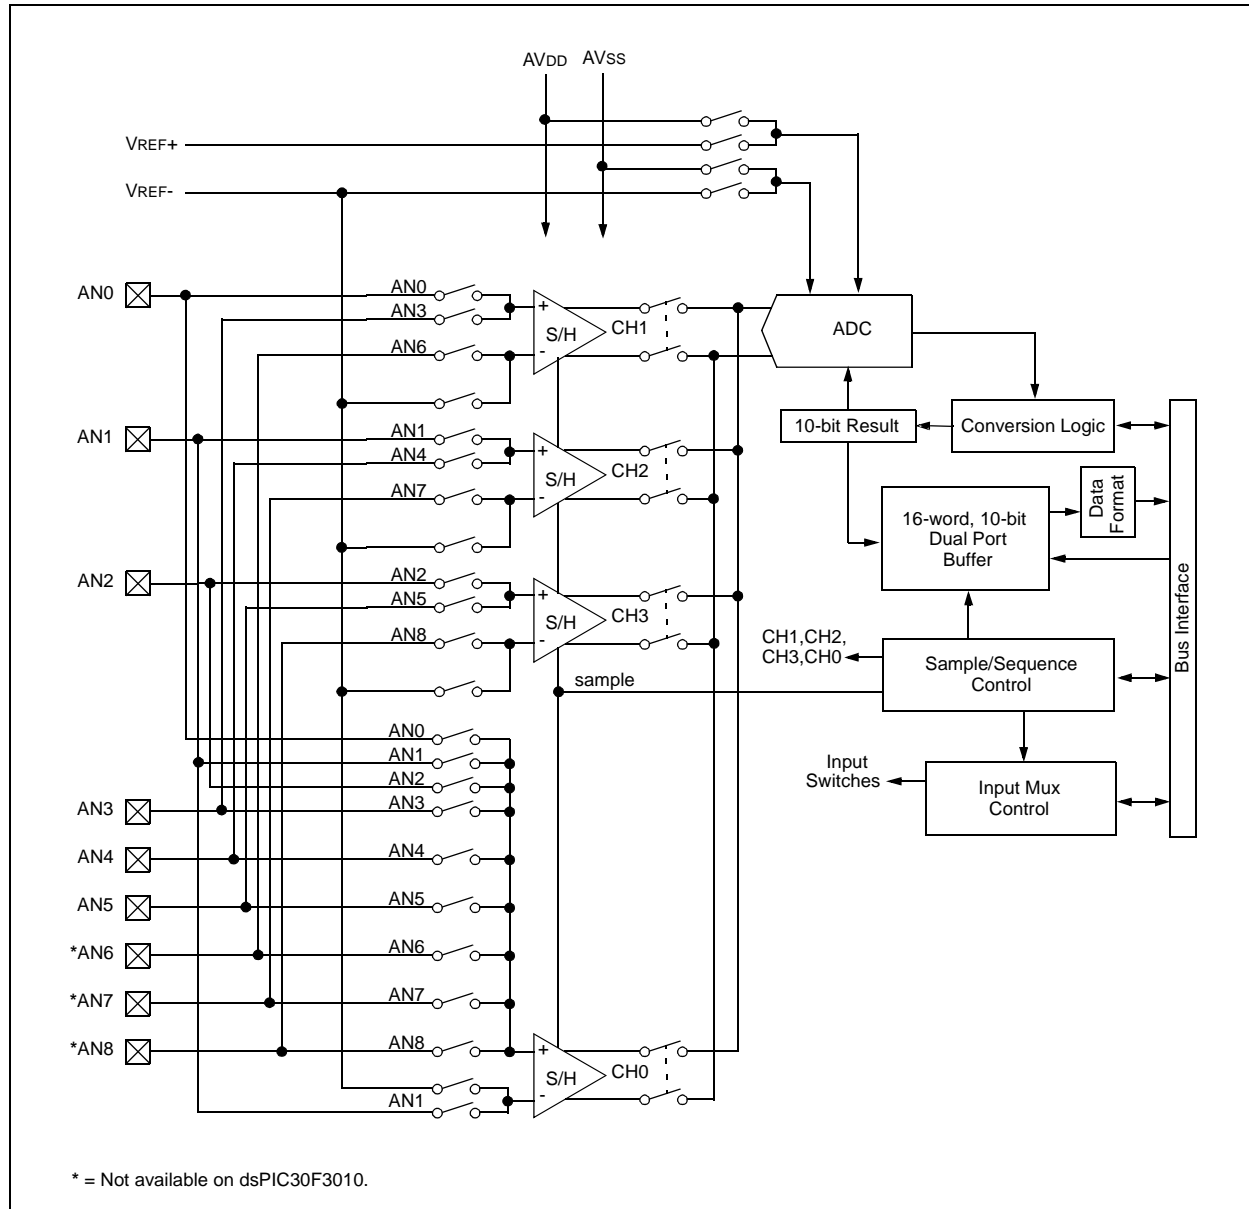 AVDD AVSS
VREF+
VREF-
AN0
AN0
AN3
AN6
+
-
S/H
CH1
ADC
AN1
AN1
AN4
AN7
+
-
S/H
CH2
10-bit Result
Conversion Logic
16-word, 10-bit
Dual Port
Buffer
Data
Format
Bus Interface
AN2
AN2
AN5
AN8
+
-
S/H
CH3
CH1,CH2,
CH3,CH0
Sample/Sequence
Control
sample
Input
Switches
Input Mux
Control
AN0
AN1
AN2
AN3
AN3
AN4
AN4
AN5
AN5
*AN6
AN6
*AN7
AN7
*AN8
AN8
+
-
S/H
CH0
AN1
* = Not available on dsPIC30F3010.